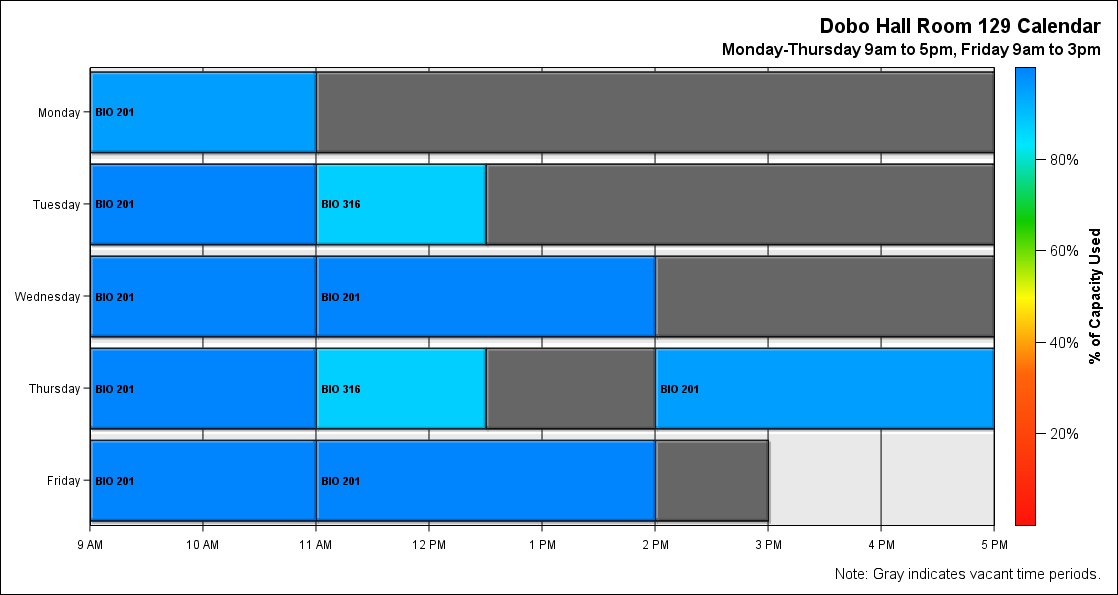 Dobo Hall Room 129 Calendar
Monday-Thursday 9am to 5pm, Friday 9am to 3pm
Monday
BIO 201
Tuesday
BIO 201
BIO 316
Wednesday
BIO 201
BIO 201
Thursday
BIO 201
BIO 316
BIO 201
Friday
BIO 201
BIO 201
9 AM
10 AM
11 AM
12 PM
1 PM
2 PM
3 PM
4 PM
5 PM
80%
60%
40%
20%
% of Capacity Used
Note: Gray indicates vacant time periods.